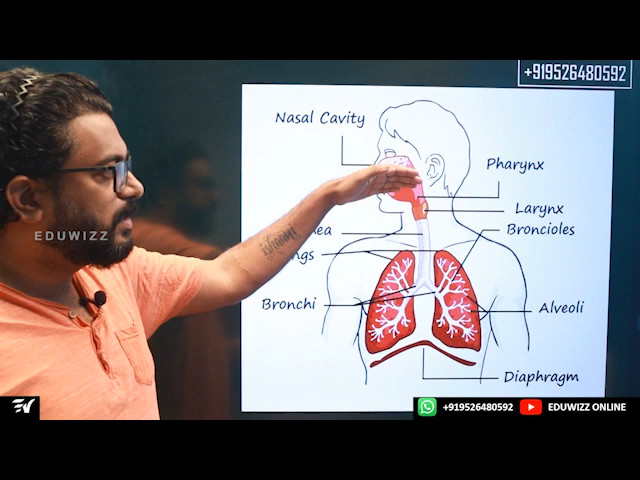 +919526480592
Nasal Cavity
Pharynx
Larynx
Broncioles
EDUWIZZ
Bronchi
Alveoli
Diaphragm
+919526480592
EDUWIZZ ONLINE